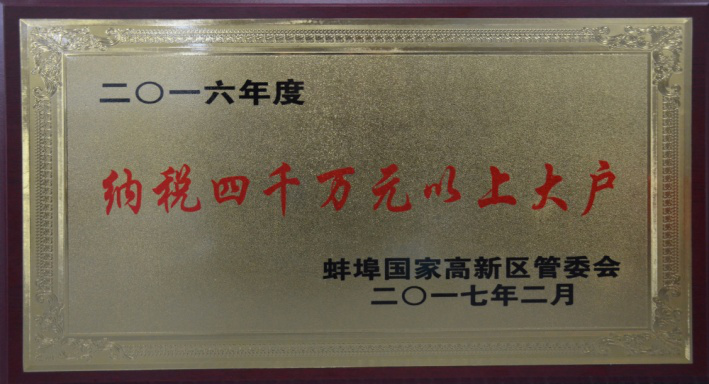 二〇一六年度
纳税四千万元以上大户
蚌埠国家高新区管委会
二〇一七年二月